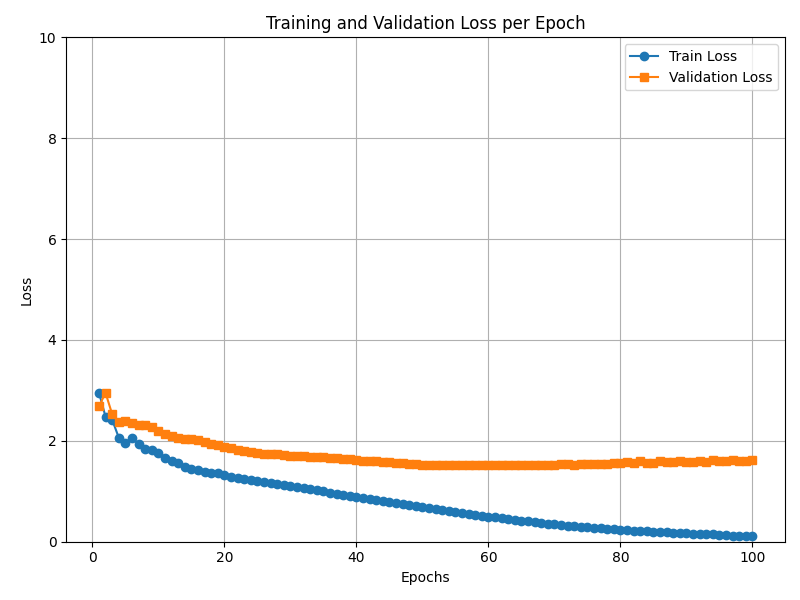 Training and Validation Loss per Epoch
10
Train Loss
Validation Loss
8
6
Loss
4
2
0
0 20 40 60 80 100
Epochs